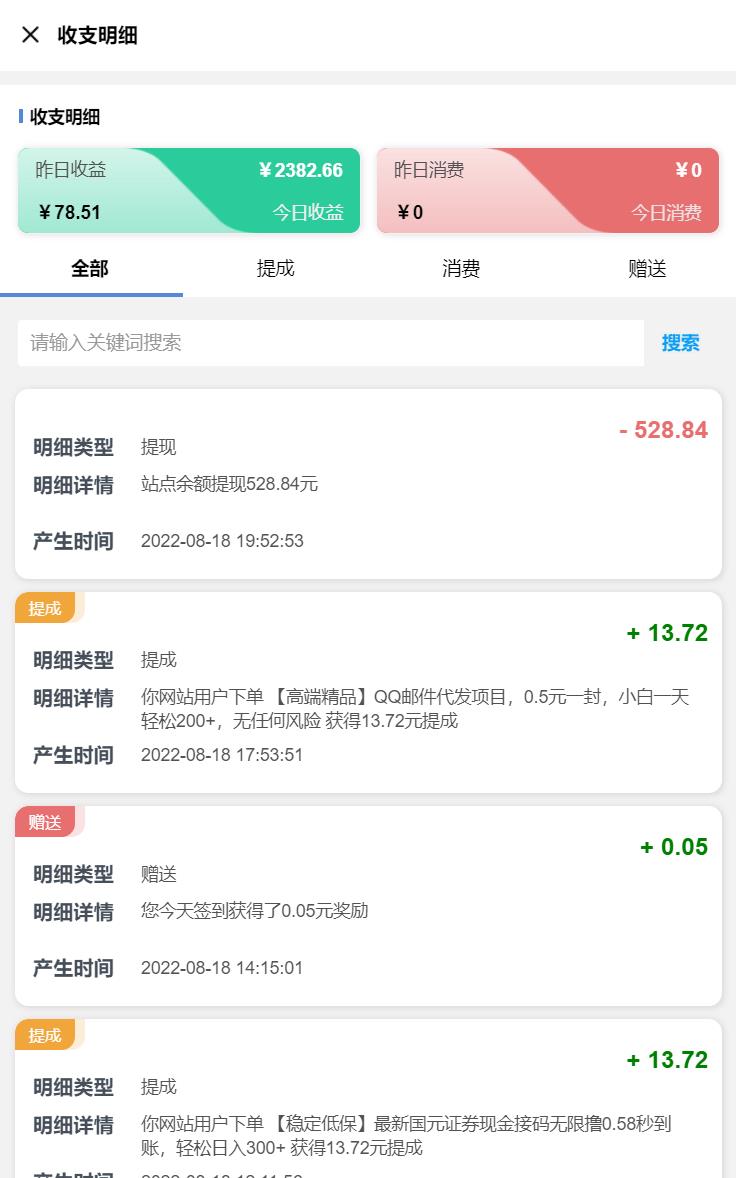 收支明细
收支明细
昨日收益
¥2382.66
¥78.51
今日收益
昨日消费
¥0
¥0
今日消费
全部
提成
消费
赠送
请输入关键词搜索
搜索
- 528.84
明细类型 提现
明细详情 站点余额提现528.84元
产生时间 2022-08-18 19:52:53
提成
+ 13.72
明细类型 提成
明细详情 你网站用户下单 【高端精品】QQ邮件代发项目，0.5元一封，小白一天
轻松200+，无任何风险 获得13.72元提成
产生时间 2022-08-18 17:53:51
赠送
+ 0.05
明细类型 赠送
明细详情 您今天签到获得了0.05元奖励
产生时间 2022-08-18 14:15:01
提成
+ 13.72
明细类型 提成
明细详情 你网站用户下单 【稳定低保】最新国元证券现金接码无限撸0.58秒到
账，轻松日入300+ 获得13.72元提成
产生时间